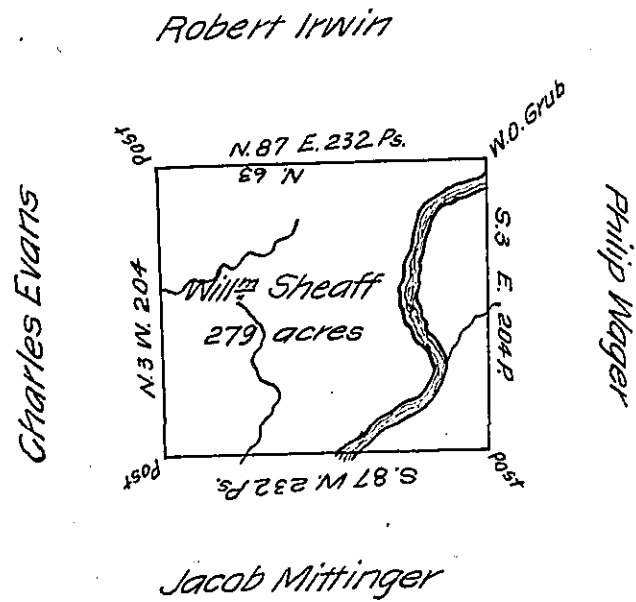 Robert Irwin
Post
N. 87 E. 232 Ps.
W.O. Grub
N. 63
Charles Evans
N. 3 W. 204
Willm Sheaff
279 acres
S. 3 E. 204 P.
Philip Wager
Post
S. 87 W. 232 Ps.
Post
Jacob Mittinger